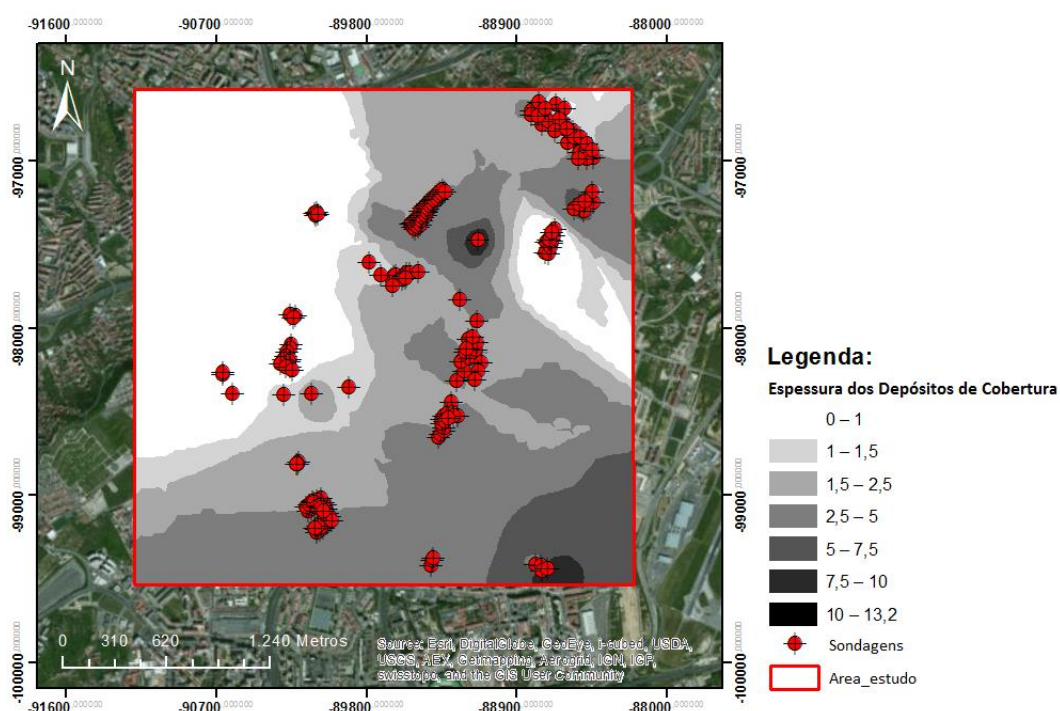 -91600,000000 -90700,000000 -89800,000000 -88900,000000 -88000,000000
N
-97000,000000 -97000,000000
-98000,000000 -98000,000000
-99000,000000 -99000,000000
-100000,000000 -100000,000000
Legenda:
Espessura dos Depósitos de Cobertura
0 – 1
1 – 1,5
1,5 – 2,5
2,5 – 5
5 – 7,5
7,5 – 10
10 – 13,2
Sondagens
Area_estudo
0 310 620 1.240 Metros
Source: Esri, DigitalGlobe, GeoEye, i-cubed, USDA,
USGS, AEX, Getmapping, Aerogrid, IGN, IGP,
swisstopo, and the GIS User Community
-91600,000000 -90700,000000 -89800,000000 -88900,000000 -88000,000000